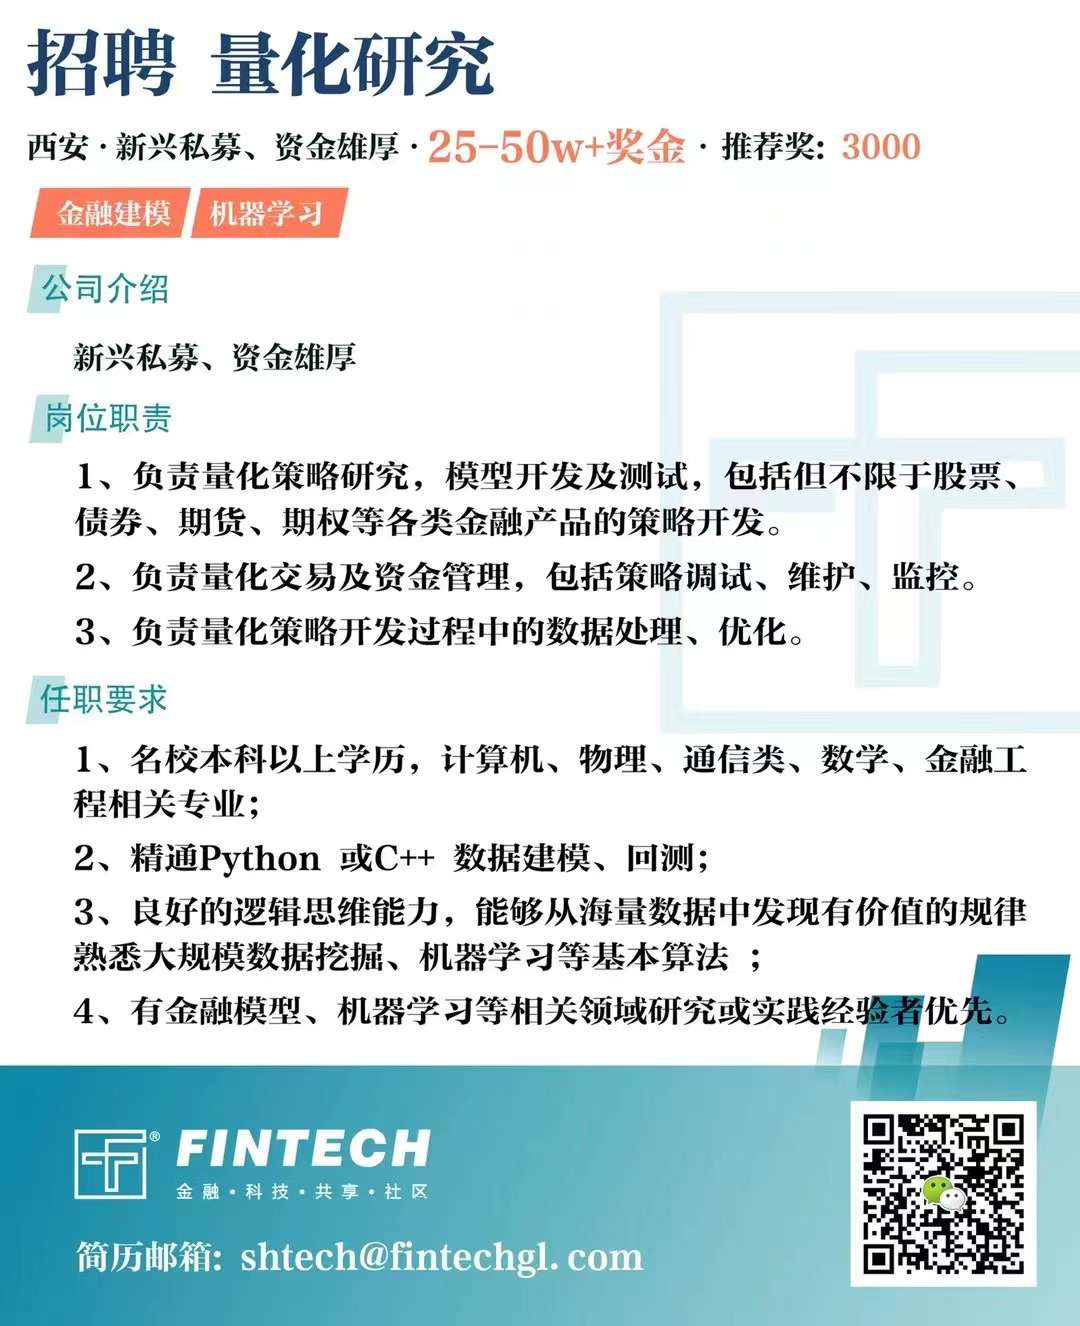 招聘 量化研究
西安·新兴私募、资金雄厚·25-50w+奖金·推荐奖: 3000
金融建模 机器学习
公司介绍
新兴私募、资金雄厚
岗位职责
1、负责量化策略研究，模型开发及测试，包括但不限于股票、
债券、期货、期权等各类金融产品的策略开发。
2、负责量化交易及资金管理，包括策略调试、维护、监控。
3、负责量化策略开发过程中的数据处理、优化。
任职要求
1、名校本科以上学历，计算机、物理、通信类、数学、金融工
程相关专业；
2、精通Python 或C++ 数据建模、回测；
3、良好的逻辑思维能力，能够从海量数据中发现有价值的规律
熟悉大规模数据挖掘、机器学习等基本算法 ；
4、有金融模型、机器学习等相关领域研究或实践经验者优先。
® FINTECH
金融·科技·共享·社区
简历邮箱: shtech@fintechgl. com